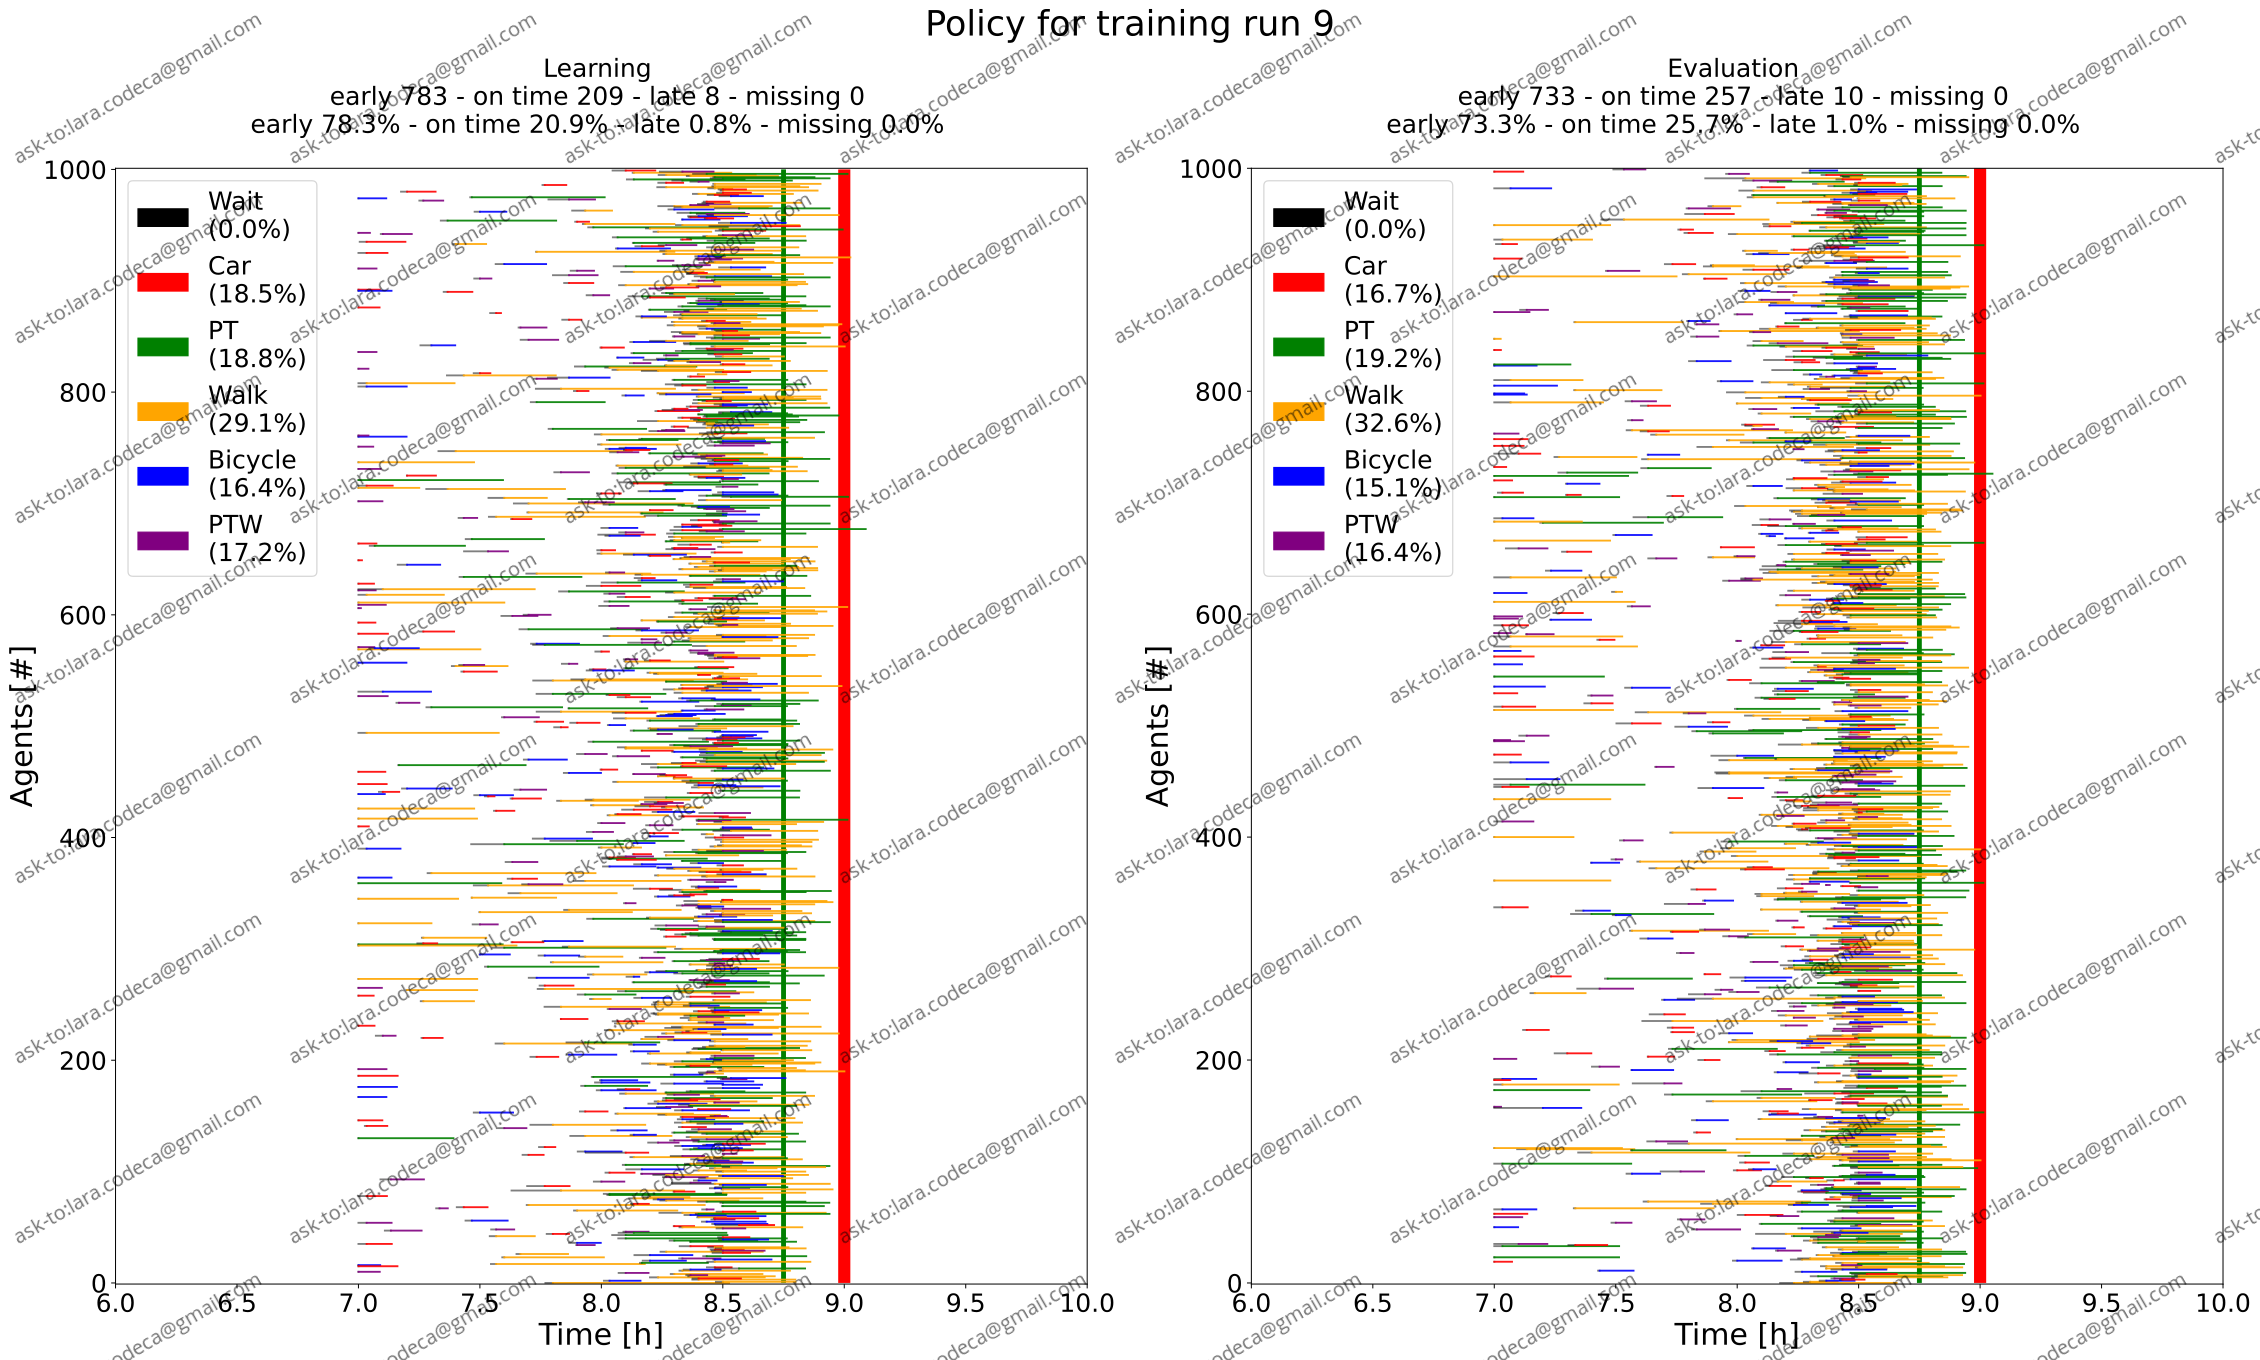 Policy for training run 9
Learning
early 783 - on time 209 - late 8 - missing 0
early 78.3% - on time 20.9% - late 0.8% - missing 0.0%
Agents [#]
1000
800
600
400
200
0
Wait
(0.0%)
Car
(18.5%)
PT
(18.8%)
Walk
(29.1%)
Bicycle
(16.4%)
PTW
(17.2%)
6.0 6.5 7.0 7.5 8.0 8.5 9.0 9.5 10.0
Time [h]
Evaluation
early 733 - on time 257 - late 10 - missing 0
early 73.3% - on time 25.7% - late 1.0% - missing 0.0%
Agents [#]
1000
800
600
400
200
0
Wait
(0.0%)
Car
(16.7%)
PT
(19.2%)
Walk
(32.6%)
Bicycle
(15.1%)
PTW
(16.4%)
6.0 6.5 7.0 7.5 8.0 8.5 9.0 9.5 10.0
Time [h]
ask-to:lara.codeca@gmail.com